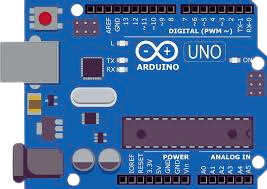 AREF
GND
13
12
~11
~10
~9
8
7
~6
~5
4
~3
2
TX-1
RX-0
DIGITAL (PWM ~)
L
TX
RX
ARDUINO
UNO
ON
IOREF
RESET
3.3V
5V
GND
GND
Vin
POWER
ANALOG IN
A0
A1
A2
A3
A4
A5